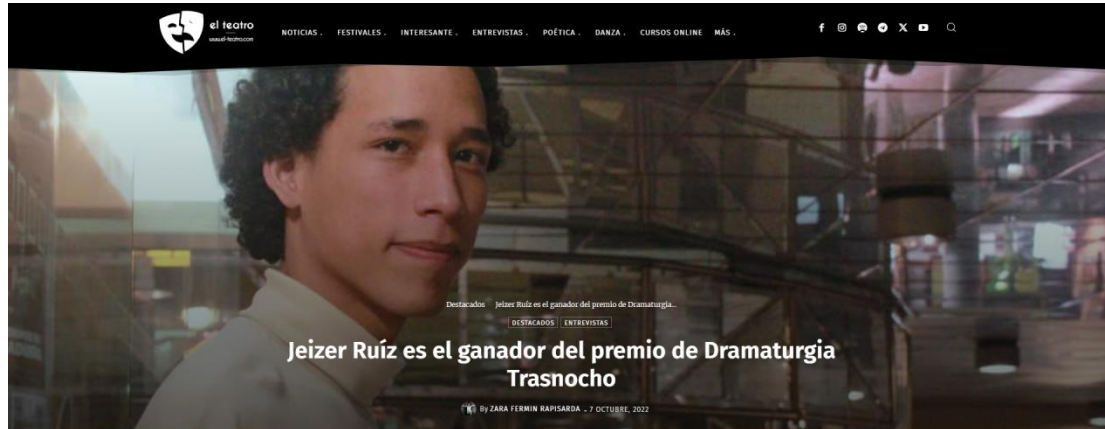 el teatro
www.el-teatro.com
NOTICIAS . FESTIVALES . INTERESANTE . ENTREVISTAS . POÉTICA . DANZA . CURSOS ONLINE MÁS .
Destacados Jeizer Ruíz es el ganador del premio de Dramaturgia...
DESTACADOS ENTREVISTAS
Jeizer Ruíz es el ganador del premio de Dramaturgia
Trasnocho
By ZARA FERMIN RAPISARDA - 7 OCTUBRE, 2022